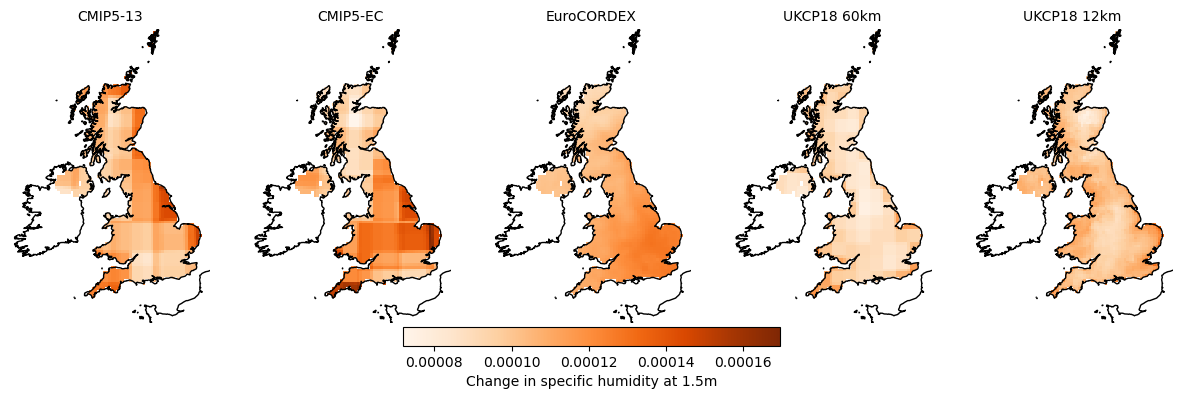 CMIP5-13 CMIP5-EC EuroCORDEX UKCP18 60km UKCP18 12km
0.00008 0.00010 0.00012 0.00014 0.00016
Change in specific humidity at 1.5m